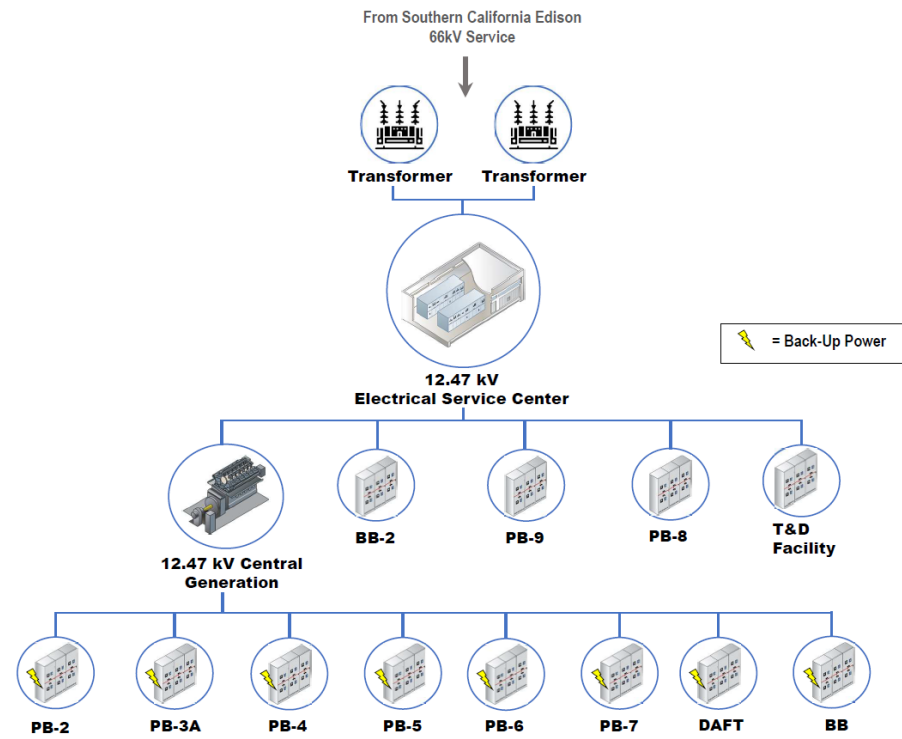 From Southern California Edison
66kV Service
Transformer
Transformer
= Back-Up Power
12.47 kV
Electrical Service Center
BB-2
PB-9
PB-8
T&D
Facility
12.47 kV Central
Generation
PB-2
PB-3A
PB-4
PB-5
PB-6
PB-7
DAFT
BB